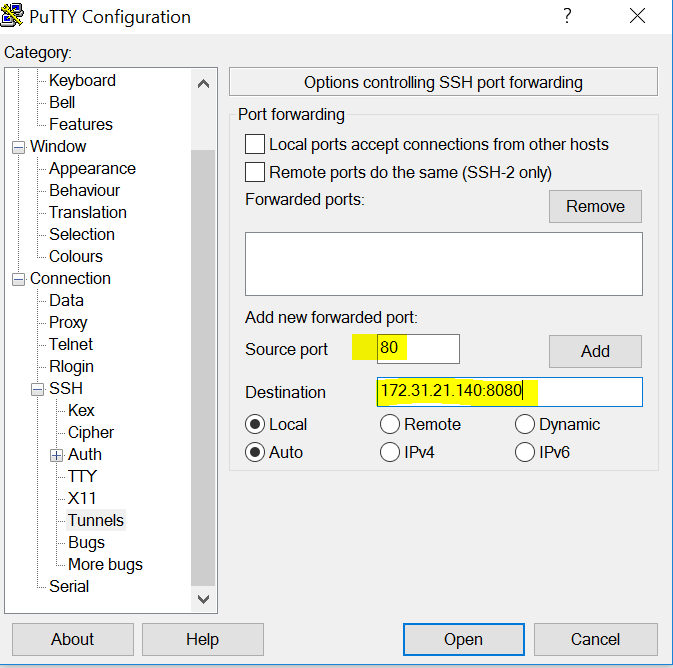 PuTTY Configuration
?
Category:
Keyboard
Bell
Features
Window
Appearance
Behaviour
Translation
Selection
Colours
Connection
Data
Proxy
Telnet
Rlogin
SSH
Kex
Cipher
Auth
TTY
X11
Tunnels
Bugs
More bugs
Serial
Options controlling SSH port forwarding
Port forwarding
Local ports accept connections from other hosts
Remote ports do the same (SSH-2 only)
Forwarded ports:
Remove
Add new forwarded port:
Source port 80 Add
Destination 172.31.21.140:8080
Local Remote Dynamic
Auto IPv4 IPv6
About Help Open Cancel